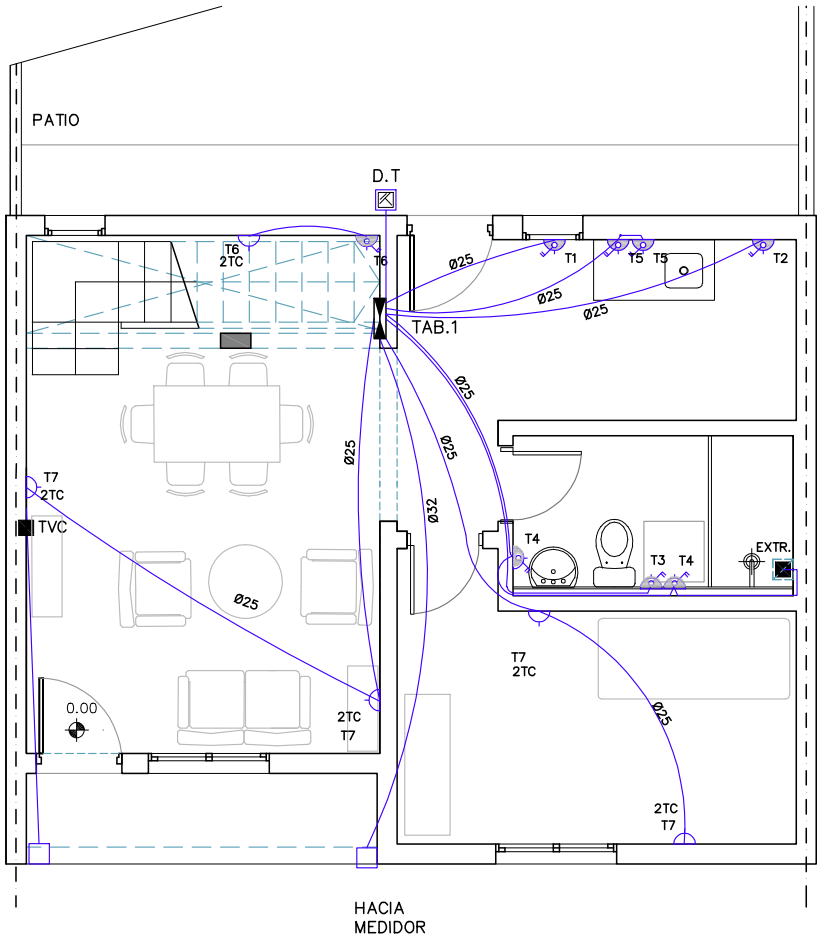 PATIO
D.T
T6
2TC
T6
Ø25
T1
T5
T5
T2
Ø25
Ø25
TAB.1
Ø25
Ø25
Ø25
Ø32
T7
2TC
TVC
T4
T3
T4
EXTR.
Ø25
T7
2TC
0.00
2TC
T7
Ø25
2TC
T7
HACIA
MEDIDOR